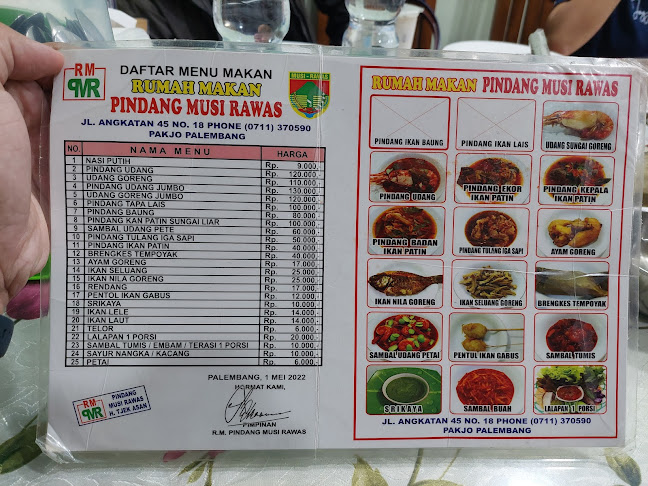 RM
PMR
DAFTAR MENU MAKAN
RUMAH MAKAN
PINDANG MUSI RAWAS
MUSI - RAWAS
JL. ANGKATAN 45 NO. 18 PHONE (0711) 370590
PAKJO PALEMBANG
NO. NAMA MENU HARGA
1 NASI PUTIH Rp. 9.000,-
2 PINDANG UDANG Rp. 120.000,-
3 UDANG GORENG Rp. 110.000,-
4 PINDANG UDANG JUMBO Rp. 130.000,-
5 UDANG GORENG JUMBO Rp. 120.000,-
6 PINDANG TAPA LAIS Rp. 100.000,-
7 PINDANG BAUNG Rp. 80.000,-
8 PINDANG KAN PATIN SUNGAI LIAR Rp. 100.000,-
9 SAMBAL UDANG PETE Rp. 60.000,-
10 PINDANG TULANG IGA SAPI Rp. 50.000,-
11 PINDANG IKAN PATIN Rp. 40.000,-
12 BRENGKES TEMPOYAK Rp. 40.000,-
13 AYAM GORENG Rp. 17.000,-
14 IKAN SELUANG Rp. 25.000,-
15 IKAN NILA GORENG Rp. 25.000,-
16 RENDANG Rp. 17.000,-
17 PENTOL IKAN GABUS Rp. 12.000,-
18 SRIKAYA Rp. 10.000,-
19 IKAN LELE Rp. 14.000,-
20 IKAN LAUT Rp. 14.000,-
21 TELOR Rp. 6.000,-
22 LALAPAN 1 PORSI Rp. 20.000,-
23 SAMBAL TUMIS / EMBAM / TERASI 1 PORSI Rp. 10.000,-
24 SAYUR NANGKA / KACANG Rp. 10.000,-
25 PETAI Rp. 6.000,-
PALEMBANG, 1 MEI 2022
HORMAT KAMI,
PIMPINAN
R.M. PINDANG MUSI RAWAS
RM
PMR
PINDANG
MUSI RAWAS
H. TJEK ASAN
RUMAH MAKAN PINDANG MUSI RAWAS
PINDANG IKAN BAUNG
PINDANG IKAN LAIS
UDANG SUNGAI GORENG
PINDANG UDANG
PINDANG EKOR
IKAN PATIN
PINDANG KEPALA
IKAN PATIN
PINDANG BADAN
IKAN PATIN
PINDANG TULANG IGA SAPI
AYAM GORENG
IKAN NILA GORENG
IKAN SELUANG GORENG
BREGKES TEMPOYAK
SAMBAL UDANG PETAI
PENTUL IKAN GABUS
SAMBAL TUMIS
SRIKAYA
SAMBAL BUAH
LALAPAN 1 PORSI
JL. ANGKATAN 45 NO. 18 PHONE (0711) 370590
PAKJO PALEMBANG